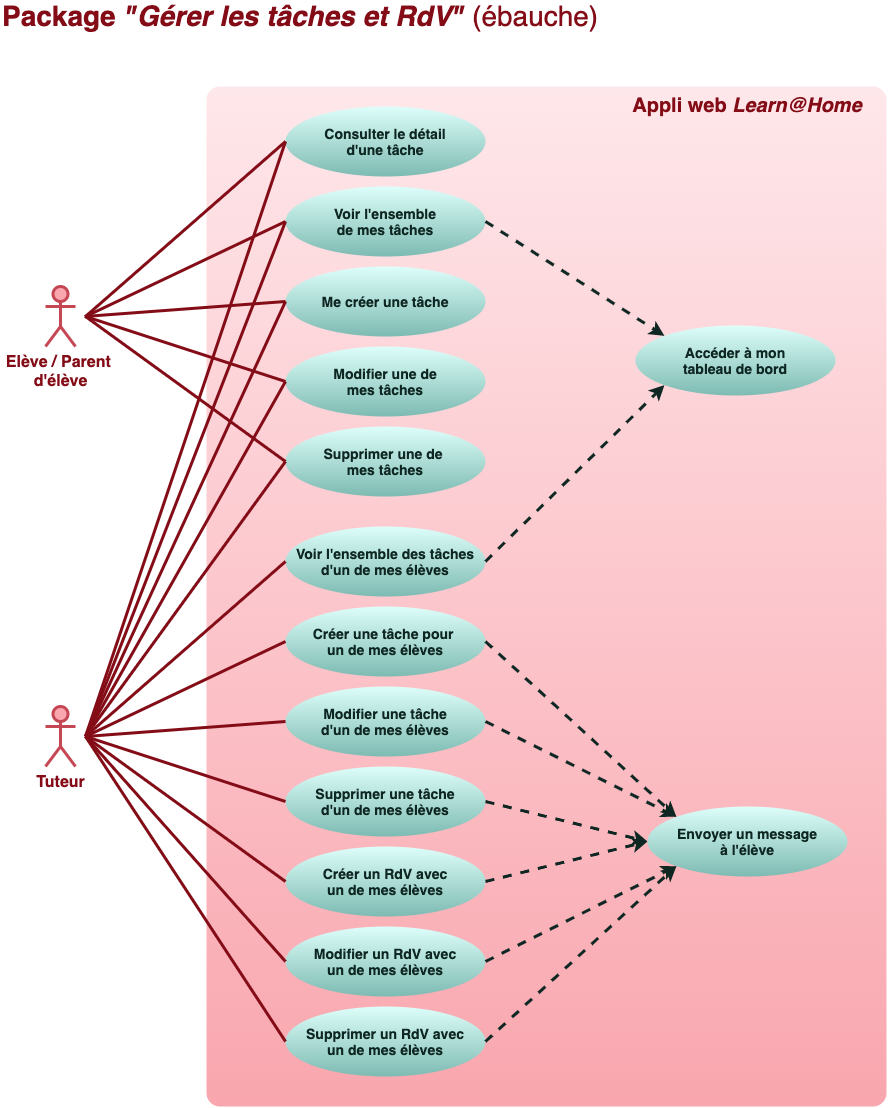 Package "Gérer les tâches et RdV" (ébauche)
Appli web Learn@Home
Consulter le détail
d'une tâche
Voir l'ensemble
de mes tâches
Me créer une tâche
Elève / Parent
d'élève
Modifier une de
mes tâches
Accéder à mon
tableau de bord
Supprimer une de
mes tâches
Voir l'ensemble des tâches
d'un de mes élèves
Créer une tâche pour
un de mes élèves
Modifier une tâche
d'un de mes élèves
Tuteur
Supprimer une tâche
d'un de mes élèves
Envoyer un message
à l'élève
Créer un RdV avec
un de mes élèves
Modifier un RdV avec
un de mes élèves
Supprimer un RdV avec
un de mes élèves